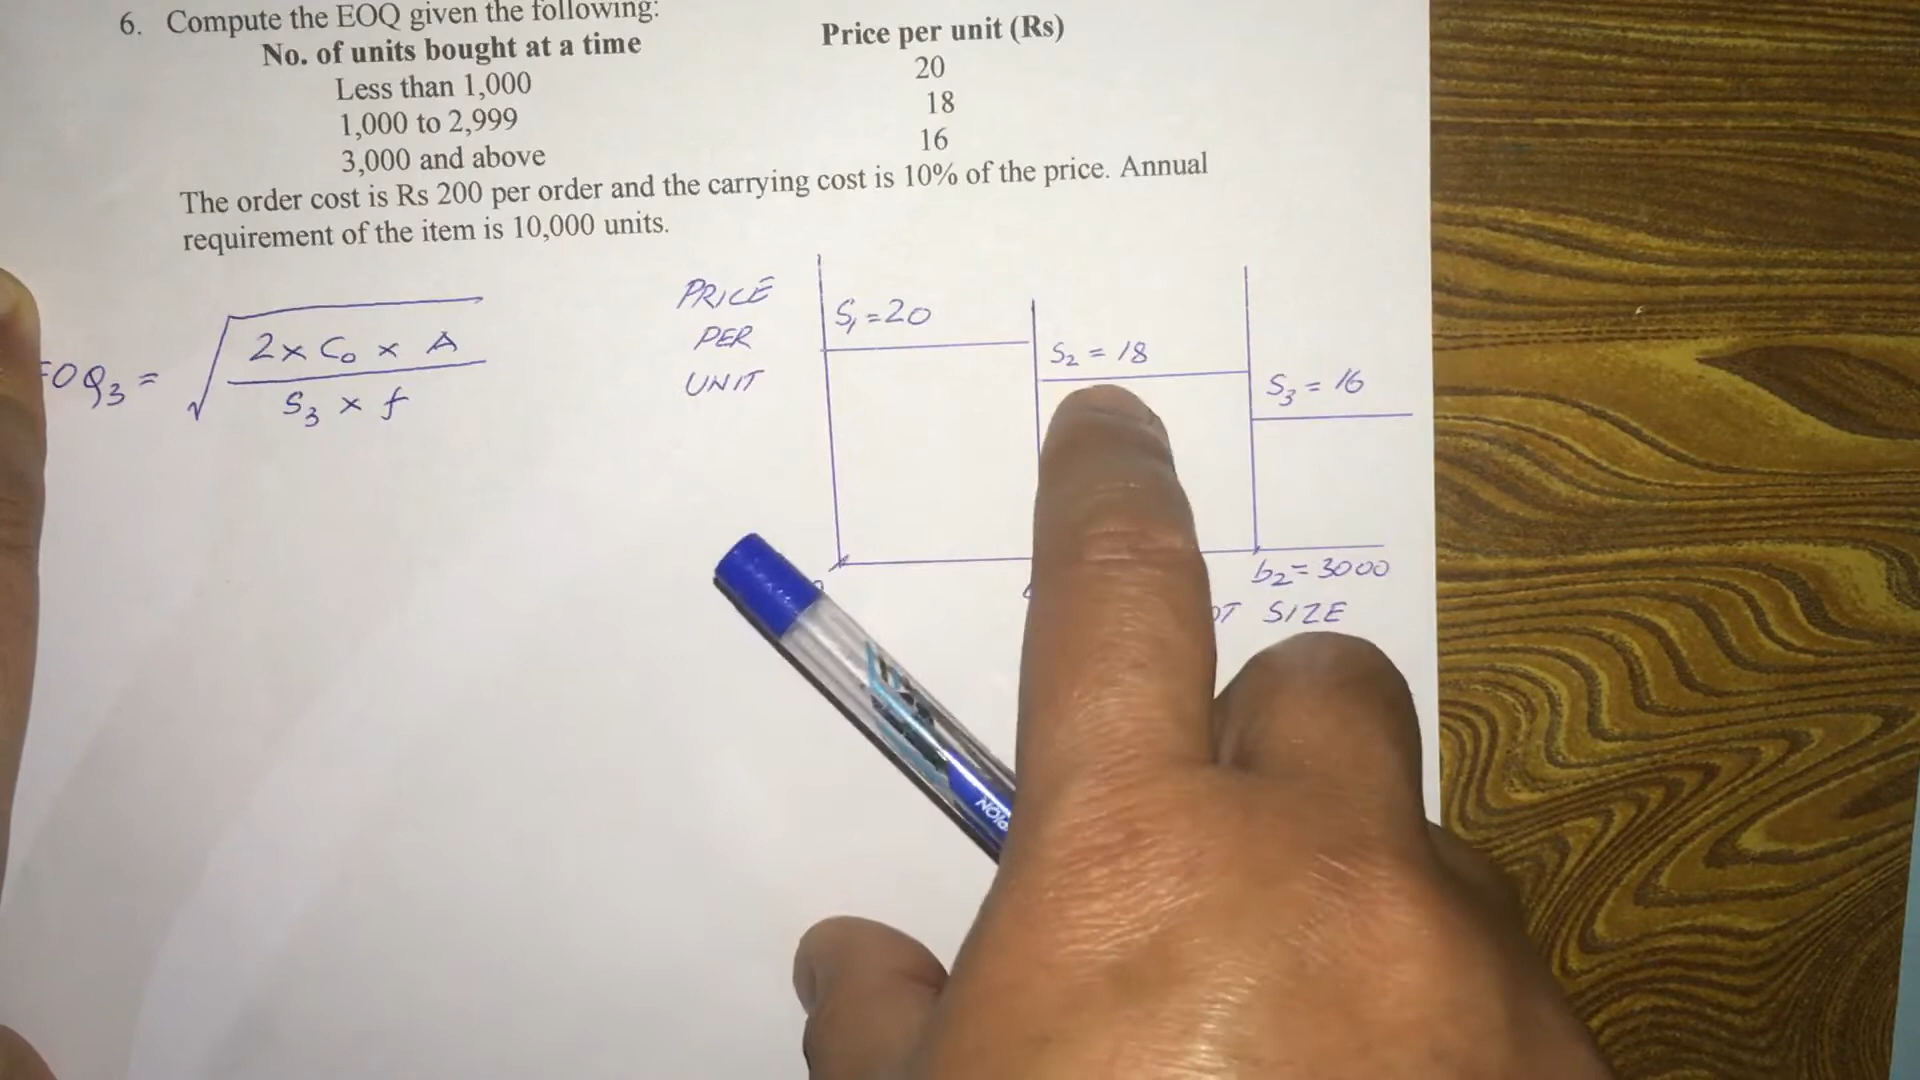 6. Compute the EOQ given the following:
No. of units bought at a time Price per unit (Rs)
Less than 1,000 20
1,000 to 2,999 18
3,000 and above 16
The order cost is Rs 200 per order and the carrying cost is 10% of the price. Annual
requirement of the item is 10,000 units.
EOQ3 = √ 2 x Co x A
S3 x f
PRICE
PER
UNIT
S1 = 20
S2 = 18
S3 = 16
b2 = 3000
SIZE